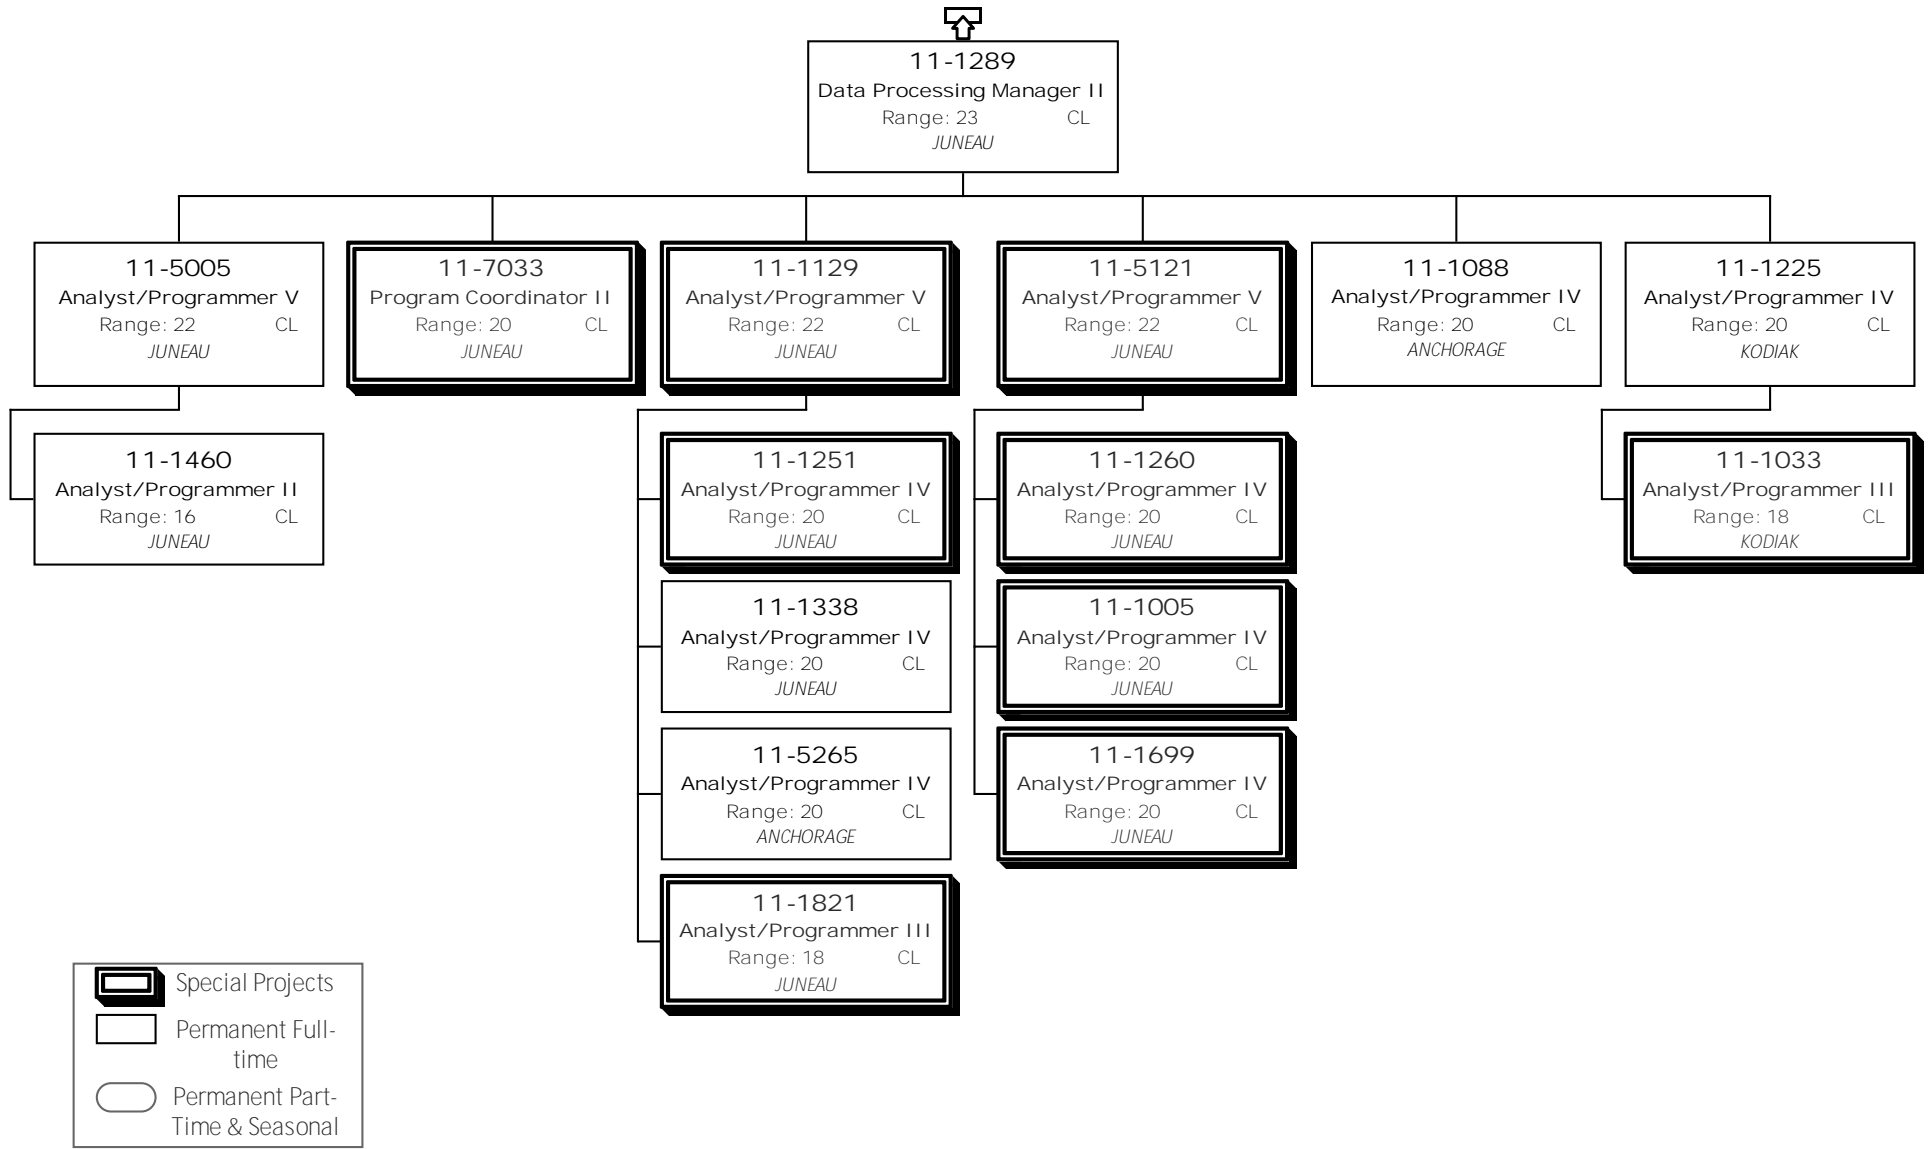 11-1289
Data Processing Manager II
Range: 23 CL
JUNEAU
11-5005
Analyst/Programmer V
Range: 22 CL
JUNEAU
11-7033
Program Coordinator II
Range: 20 CL
JUNEAU
11-1129
Analyst/Programmer V
Range: 22 CL
JUNEAU
11-5121
Analyst/Programmer V
Range: 22 CL
JUNEAU
11-1088
Analyst/Programmer IV
Range: 20 CL
ANCHORAGE
11-1225
Analyst/Programmer IV
Range: 20 CL
KODIAK
11-1460
Analyst/Programmer II
Range: 16 CL
JUNEAU
11-1251
Analyst/Programmer IV
Range: 20 CL
JUNEAU
11-1260
Analyst/Programmer IV
Range: 20 CL
JUNEAU
11-1033
Analyst/Programmer III
Range: 18 CL
KODIAK
11-1338
Analyst/Programmer IV
Range: 20 CL
JUNEAU
11-1005
Analyst/Programmer IV
Range: 20 CL
JUNEAU
11-5265
Analyst/Programmer IV
Range: 20 CL
ANCHORAGE
11-1699
Analyst/Programmer IV
Range: 20 CL
JUNEAU
11-1821
Analyst/Programmer III
Range: 18 CL
JUNEAU
Special Projects
Permanent Full-
time
Permanent Part-
Time & Seasonal